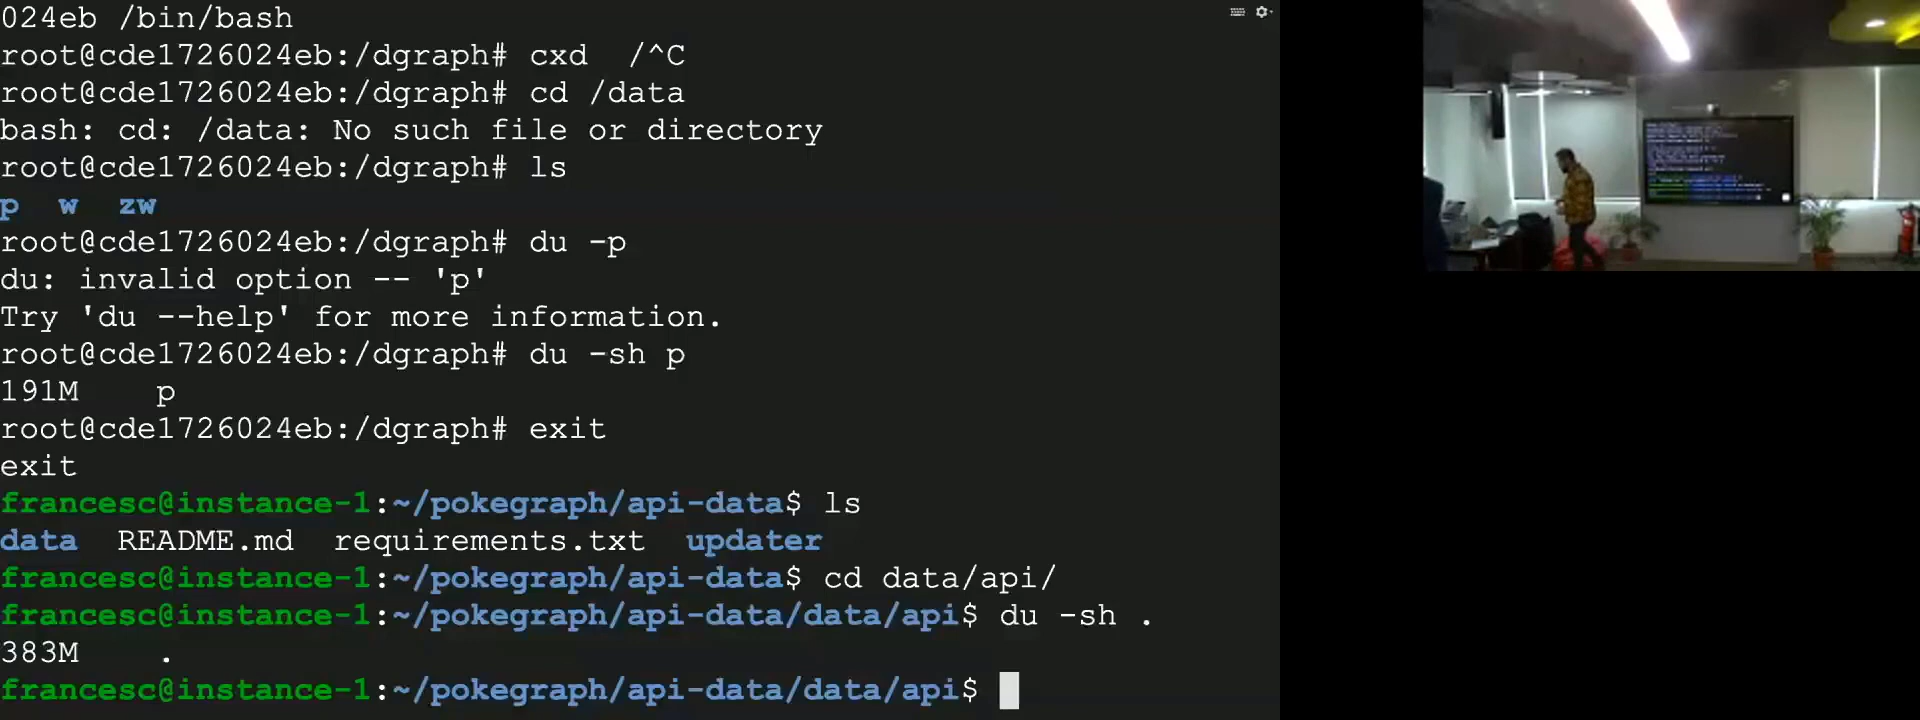 024eb /bin/bash
root@cde1726024eb:/dgraph# cxd  /^C
root@cde1726024eb:/dgraph# cd /data
bash: cd: /data: No such file or directory
root@cde1726024eb:/dgraph# ls
p  w  zw
root@cde1726024eb:/dgraph# du -p
du: invalid option -- 'p'
Try 'du --help' for more information.
root@cde1726024eb:/dgraph# du -sh p
191M    p
root@cde1726024eb:/dgraph# exit
exit
francesc@instance-1:~/pokegraph/api-data$ ls
data  README.md  requirements.txt  updater
francesc@instance-1:~/pokegraph/api-data$ cd data/api/
francesc@instance-1:~/pokegraph/api-data/data/api$ du -sh .
383M    .
francesc@instance-1:~/pokegraph/api-data/data/api$